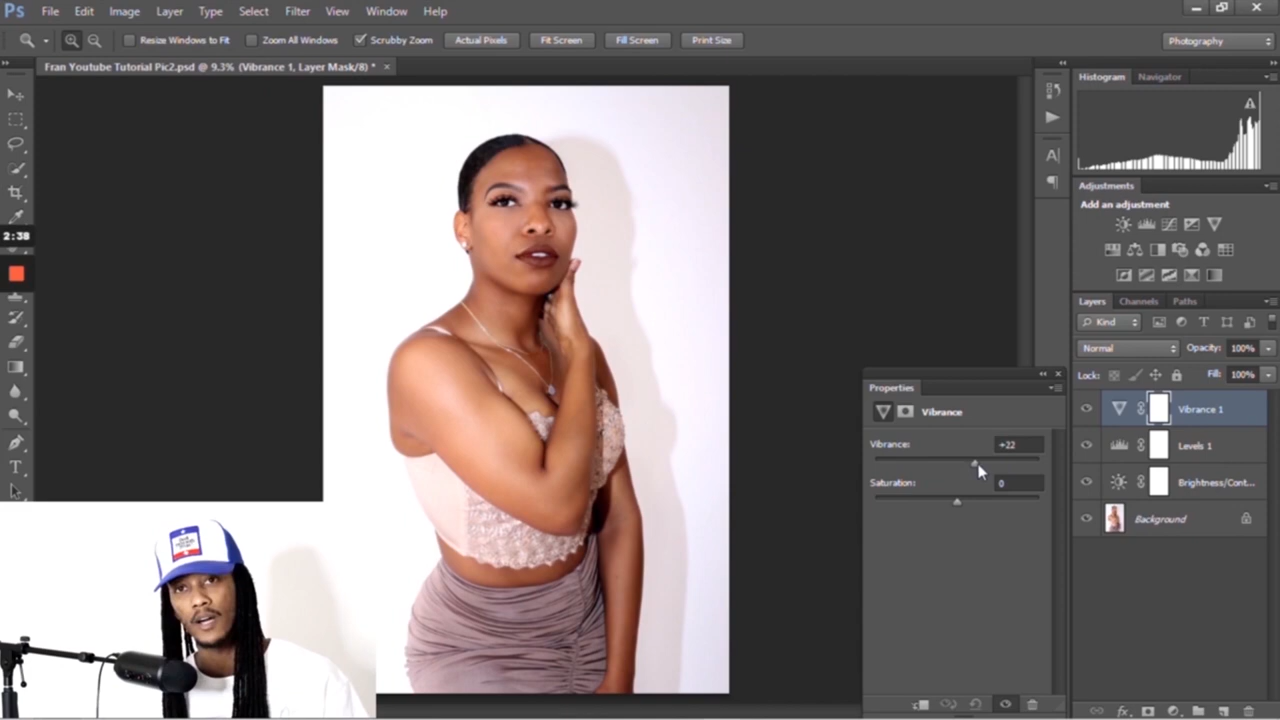 Ps File Edit Image Layer Type Select Filter View Window Help
Resize Windows to Fit Zoom All Windows Scrubby Zoom Actual Pixels Fit Screen Fill Screen Print Size Photography
Fran Youtube Tutorial Pic2.psd @ 9.3% (Vibrance 1, Layer Mask/8) * ×
Histogram Navigator
Adjustments
Add an adjustment
2:38
Layers Channels Paths
Kind
Normal Opacity: 100%
Lock: Fill: 100%
Properties
Vibrance
Vibrance: +22
Saturation: 0
Vibrance 1
Levels 1
Brightness/Cont...
Background